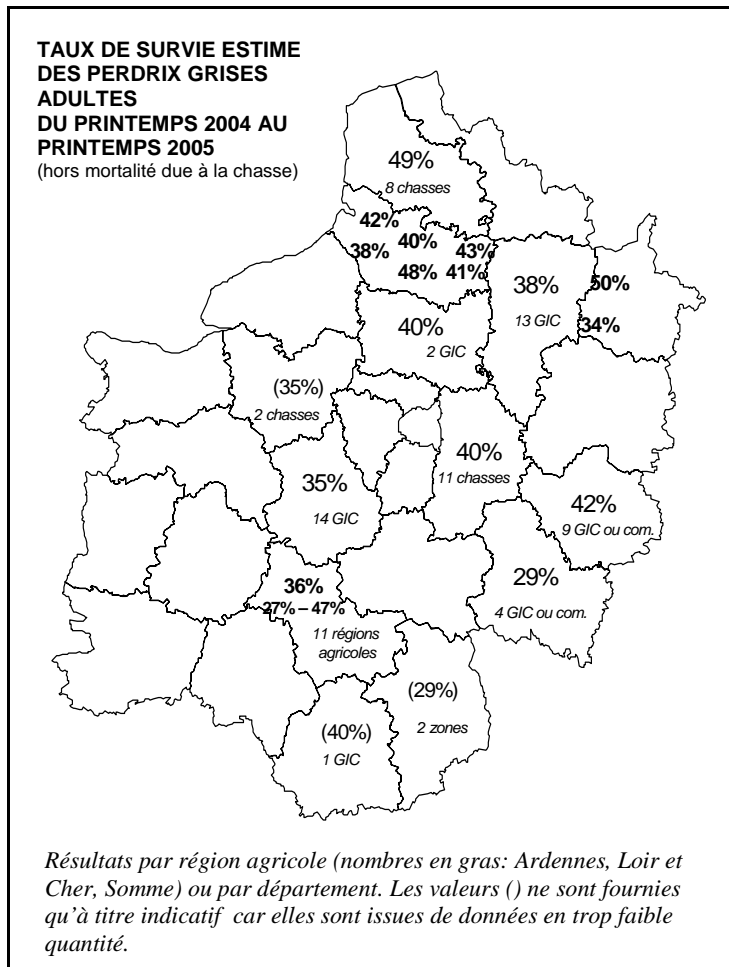 TAUX DE SURVIE ESTIME
DES PERDRIX GRISES
ADULTES
DU PRINTEMPS 2004 AU
PRINTEMPS 2005
(hors mortalité due à la chasse)
49%
8 chasses
42%
40%
38%
43%
48%
41%
38%
13 GIC
50%
34%
40%
2 GIC
(35%)
2 chasses
40%
11 chasses
35%
14 GIC
42%
9 GIC ou com.
29%
4 GIC ou com.
36%
27% – 47%
11 régions
agricoles
(29%)
2 zones
(40%)
1 GIC
Résultats par région agricole (nombres en gras: Ardennes, Loir et
Cher, Somme) ou par département. Les valeurs () ne sont fournies
qu'à titre indicatif car elles sont issues de données en trop faible
quantité.